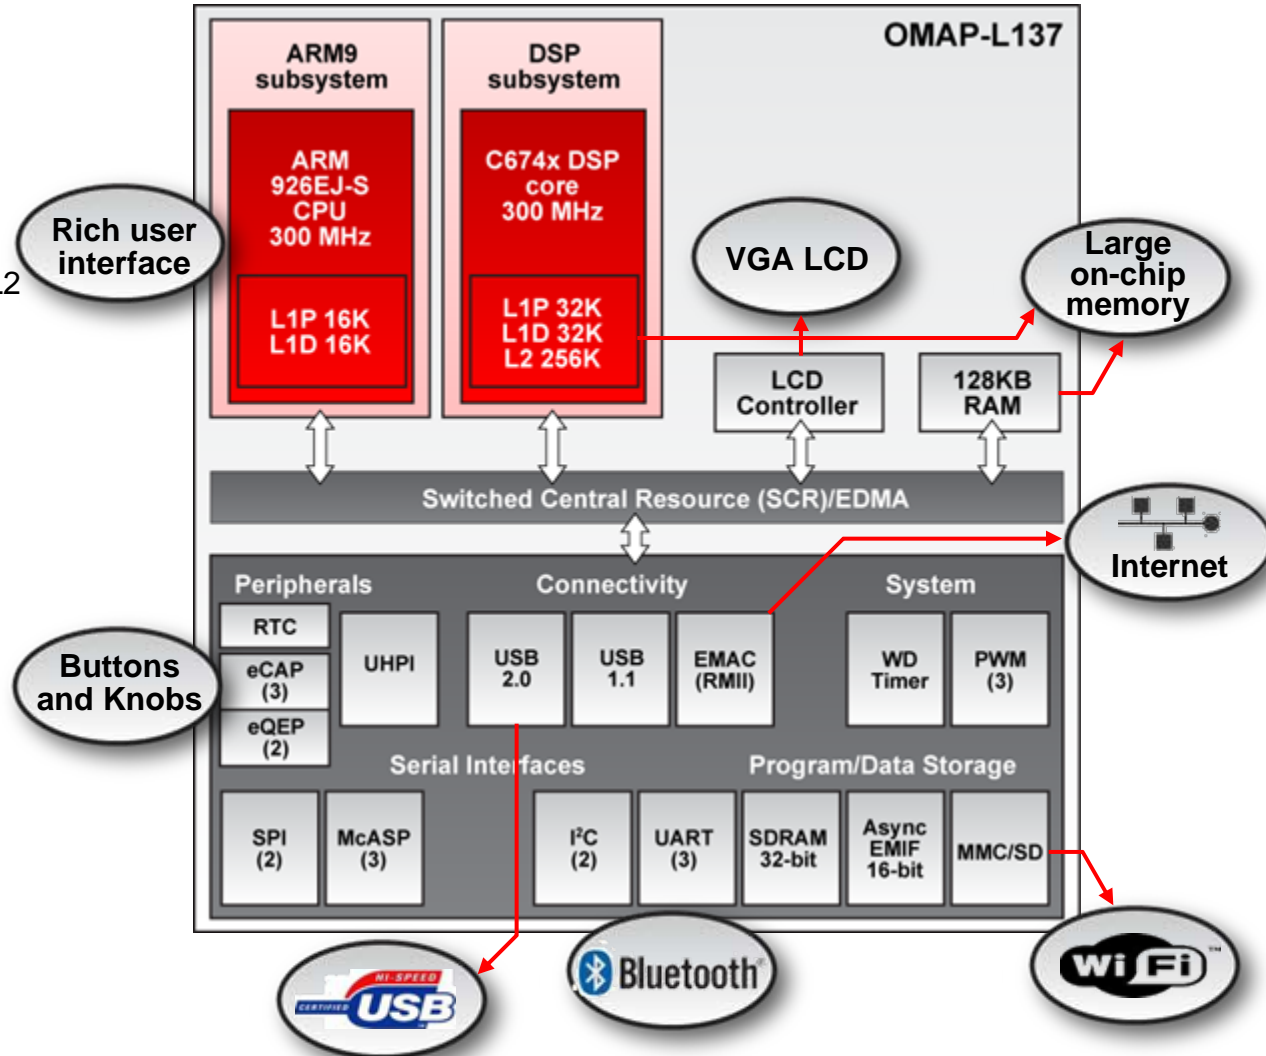 OMAP-L137
ARM9
subsystem
ARM
926EJ-S
CPU
300 MHz
L1P 16K
L1D 16K
DSP
subsystem
C674x DSP
core
300 MHz
L1P 32K
L1D 32K
L2 256K
Rich user
interface
L2
VGA LCD
Large
on-chip
memory
LCD
Controller
128KB
RAM
Switched Central Resource (SCR)/EDMA
Internet
Peripherals
RTC
eCAP
(3)
eQEP
(2)
UHPI
Buttons
and Knobs
Connectivity
USB
2.0
USB
1.1
EMAC
(RMII)
System
WD
Timer
PWM
(3)
Serial Interfaces
SPI
(2)
McASP
(3)
I²C
(2)
UART
(3)
Program/Data Storage
SDRAM
32-bit
Async
EMIF
16-bit
MMC/SD
HI-SPEED
CERTIFIED
USB
Bluetooth®
Wi Fi™